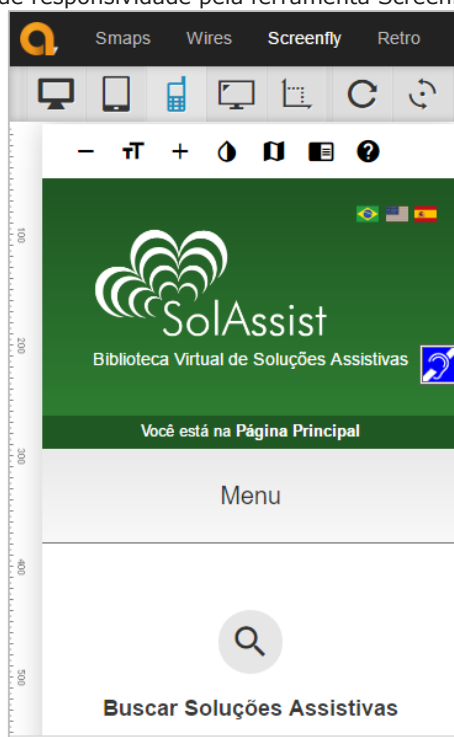 de responsividade pela ferramenta Screenfl
Smaps Wires Screenfly Retro
100
200
300
400
500
SolAssist
Biblioteca Virtual de Soluções Assistivas
Você está na Página Principal
Menu
Buscar Soluções Assistivas